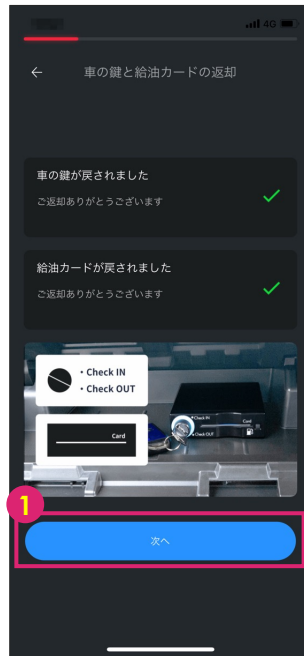 4G
車の鍵と給油カードの返却
車の鍵が戻されました
ご返却ありがとうございます
給油カードが戻されました
ご返却ありがとうございます
・Check IN
・Check OUT
Card
Check IN
Card
Check OUT
1
次へ